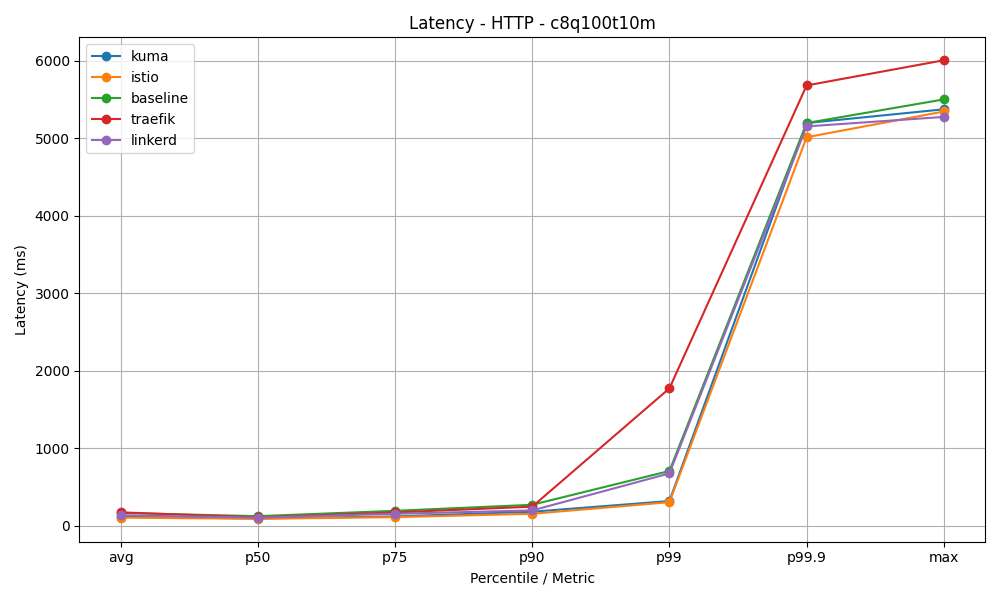 Latency - HTTP - c8q100t10m
kuma
istio
baseline
traefik
linkerd
Latency (ms)
6000
5000
4000
3000
2000
1000
0
avg p50 p75 p90 p99 p99.9 max
Percentile / Metric